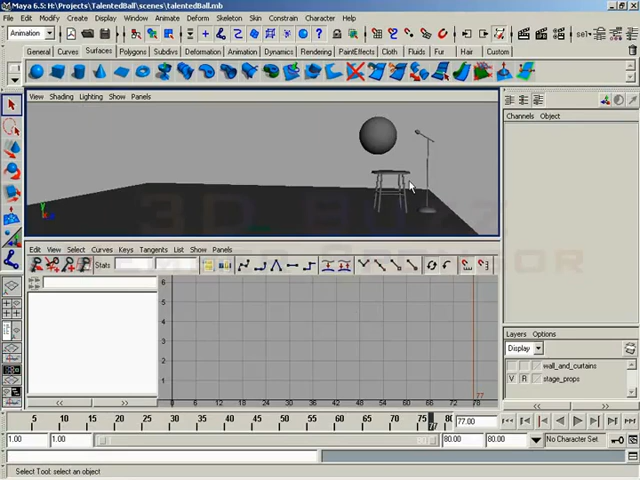 Maya 6.5: H:\Projects\TalentedBall\scenes\talentedBall.mb
File Edit Modify Create Display Window Animate Deform Skeleton Skin Constrain Character Help
Animation sel
General Curves Surfaces Polygons Subdivs Deformation Animation Dynamics Rendering PaintEffects Cloth Fluids Fur Hair Custom
View Shading Lighting Show Panels
Channels Object
3D Buzz
y
Edit View Select Curves Keys Tangents List Show Panels
Stats
6
5
4
3
2
1
0 6 12 18 24 30 36 42 48 54 60 66 72 78
77
Layers Options
Display
wall_and_curtains
V R stage_props
5 10 15 20 25 30 35 40 45 50 55 60 65 70 75 77 80 77.00
1.00 1.00 80.00 80.00 No Character Set
Select Tool: select an object